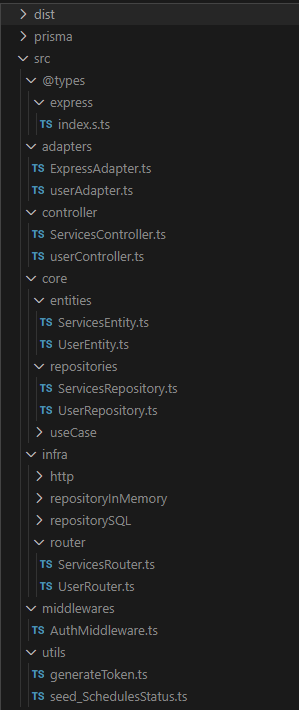 dist
prisma
src
@types
express
TS index.s.ts
adapters
TS ExpressAdapter.ts
TS userAdapter.ts
controller
TS ServicesController.ts
TS userController.ts
core
entities
TS ServicesEntity.ts
TS UserEntity.ts
repositories
TS ServicesRepository.ts
TS UserRepository.ts
useCase
infra
http
repositoryInMemory
repositorySQL
router
TS ServicesRouter.ts
TS UserRouter.ts
middlewares
TS AuthMiddleware.ts
utils
TS generateToken.ts
TS seed_SchedulesStatus.ts